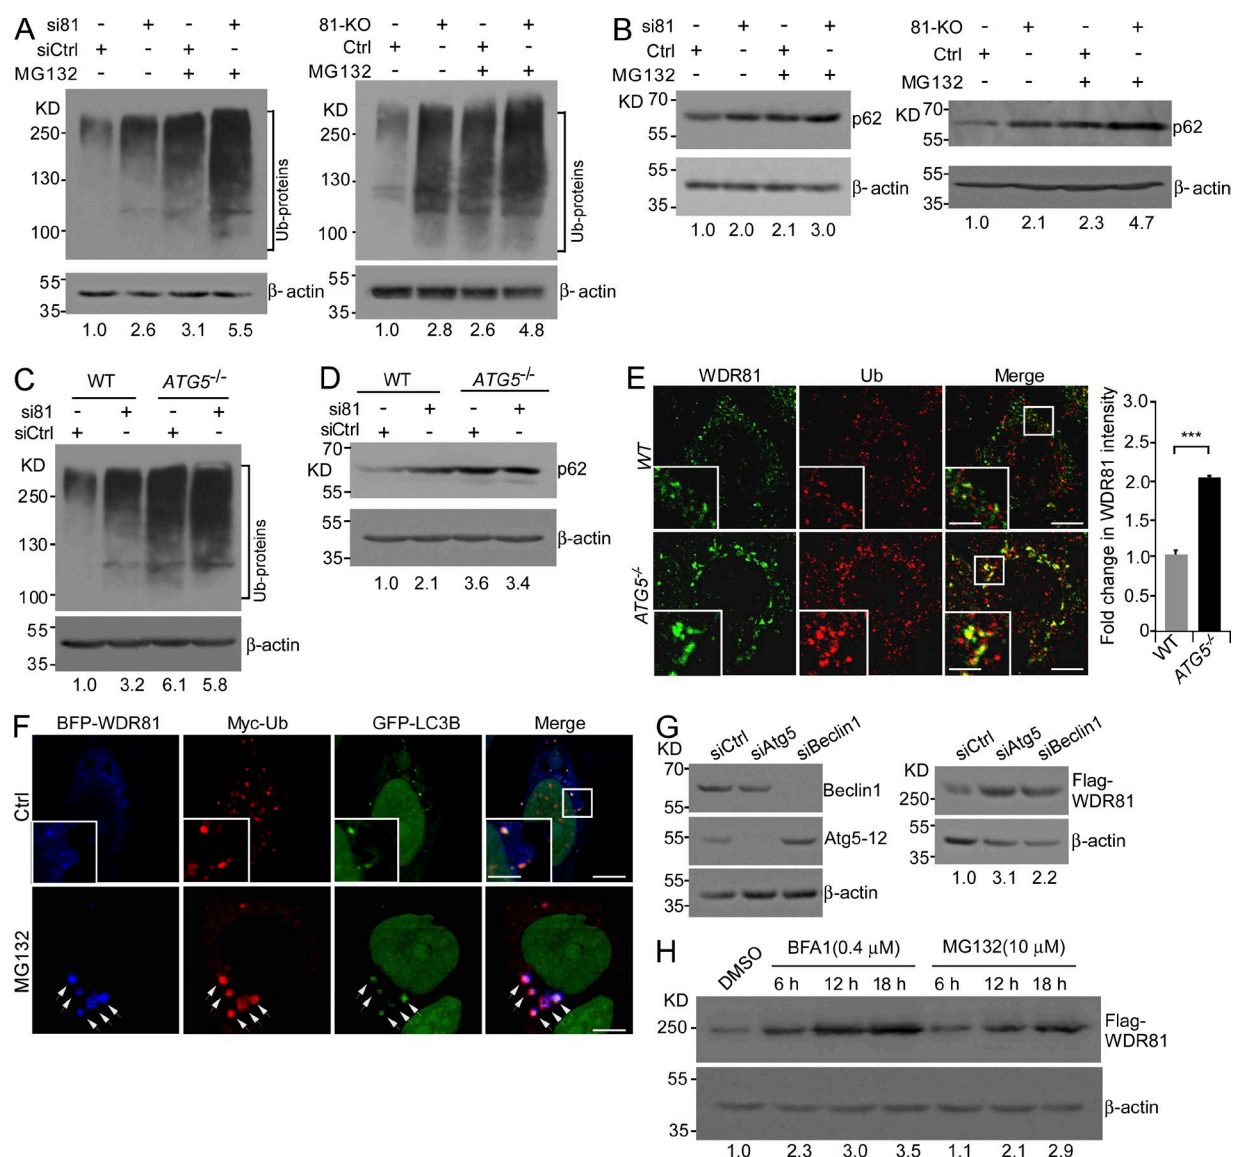 A
si81 - + - +
siCtrl + - + -
MG132 - - + +
KD
250
130
100
Ub-proteins
55
35
β- actin
1.0 2.6 3.1 5.5
81-KO - + - +
Ctrl + - + -
MG132 - - + +
KD
250
130
100
Ub-proteins
55
35
β- actin
1.0 2.8 2.6 4.8
B
si81 - + - +
Ctrl + - + -
MG132 - - + +
KD 70
55
p62
55
35
β- actin
1.0 2.0 2.1 3.0
81-KO - + - +
Ctrl + - + -
MG132 - - + +
KD 70
55
p62
55
35
β- actin
1.0 2.1 2.3 4.7
C
WT ATG5-/-
si81 - + - +
siCtrl + - + -
KD
250
130
100
Ub-proteins
55
35
β-actin
1.0 3.2 6.1 5.8
D
WT ATG5-/-
si81 - + - +
siCtrl + - + -
70
KD
55
p62
55
35
β-actin
1.0 2.1 3.6 3.4
E
WDR81 Ub Merge
WT
ATG5-/-
Fold change in WDR81 intensity
3.0
2.5
2.0
1.5
1.0
0.5
0
***
WT ATG5-/-
F
BFP-WDR81 Myc-Ub GFP-LC3B Merge
Ctrl
MG132
G
siCtrl siAtg5 siBeclin1
KD
70
55
Beclin1
55
Atg5-12
55
35
β-actin
siCtrl siAtg5 siBeclin1
KD
250
Flag-
WDR81
55
35
β-actin
1.0 3.1 2.2
H
DMSO BFA1(0.4 μM) MG132(10 μM)
6 h 12 h 18 h 6 h 12 h 18 h
KD
250
Flag-
WDR81
55
35
β-actin
1.0 2.3 3.0 3.5 1.1 2.1 2.9